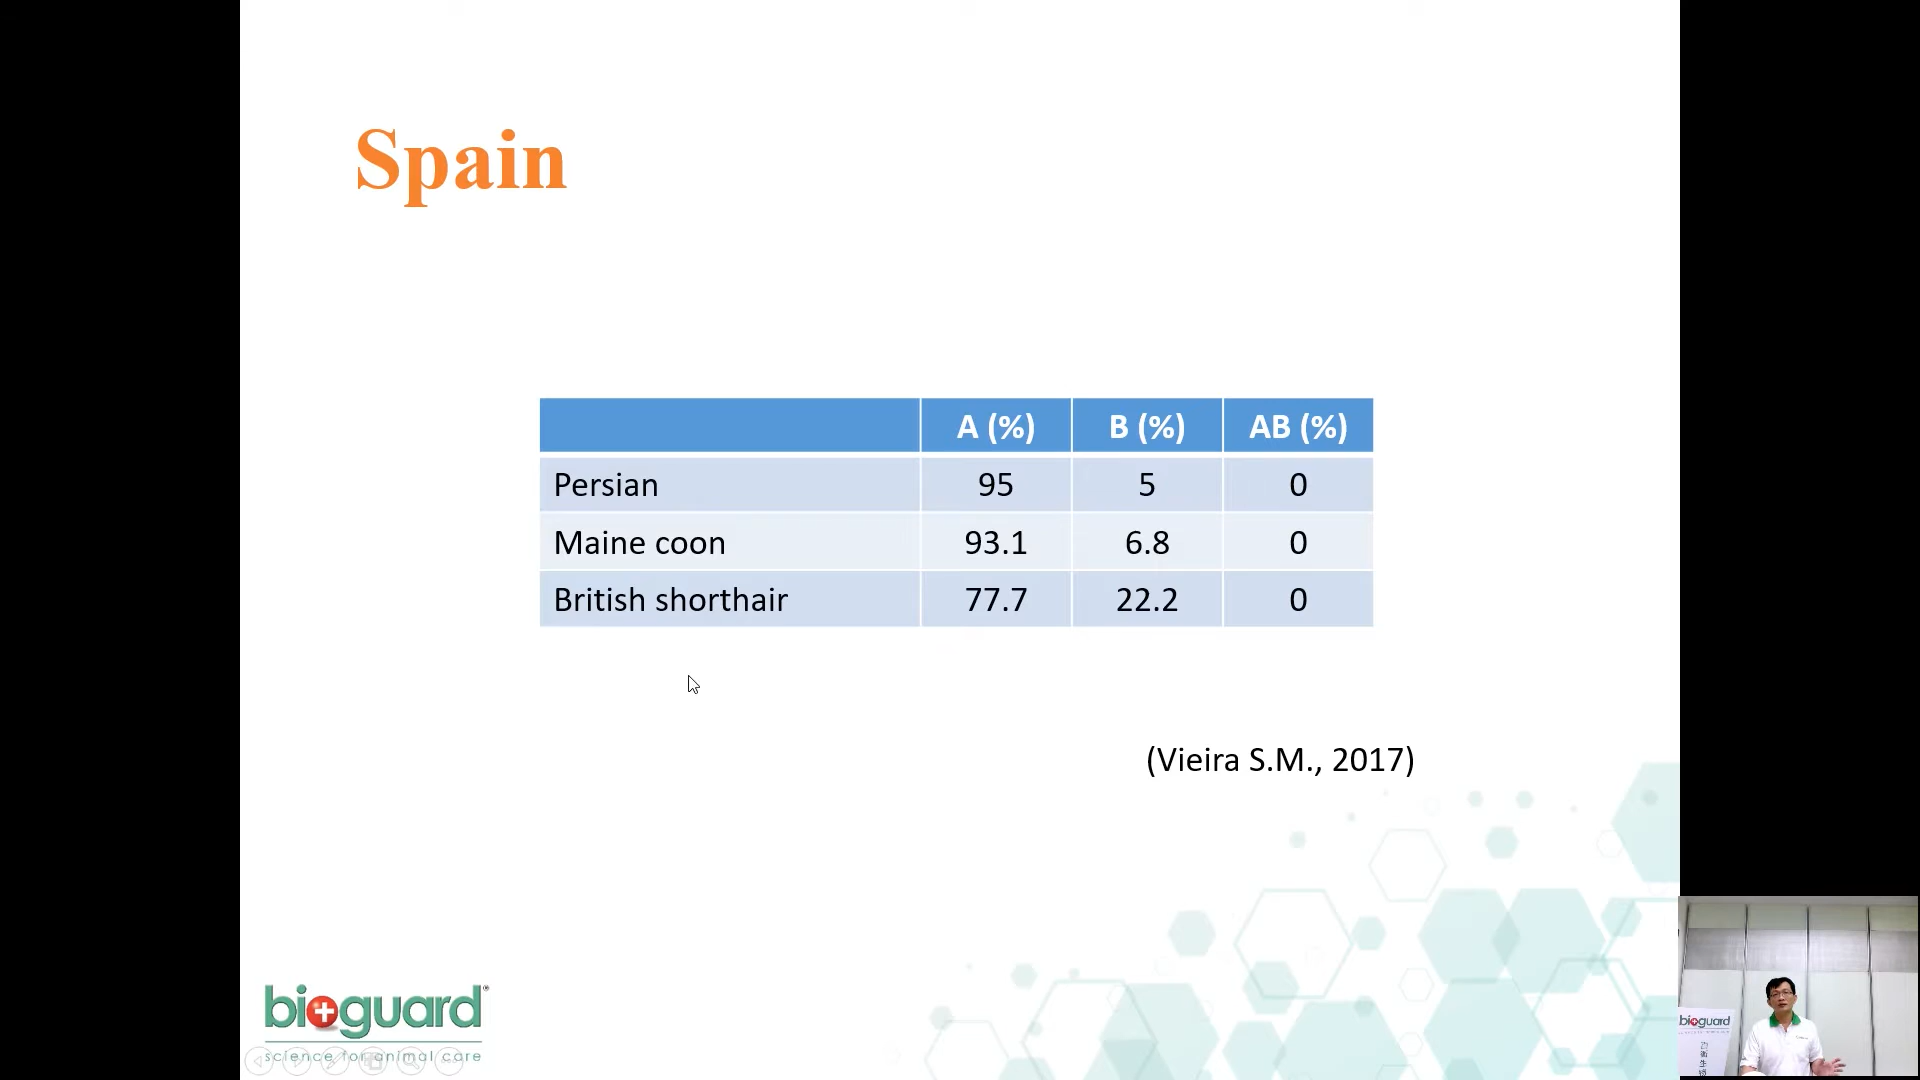 Spain
A (%) B (%) AB (%)
Persian 95 5 0
Maine coon 93.1 6.8 0
British shorthair 77.7 22.2 0
(Vieira S.M., 2017)
bioguard
science for animal care
bioguard